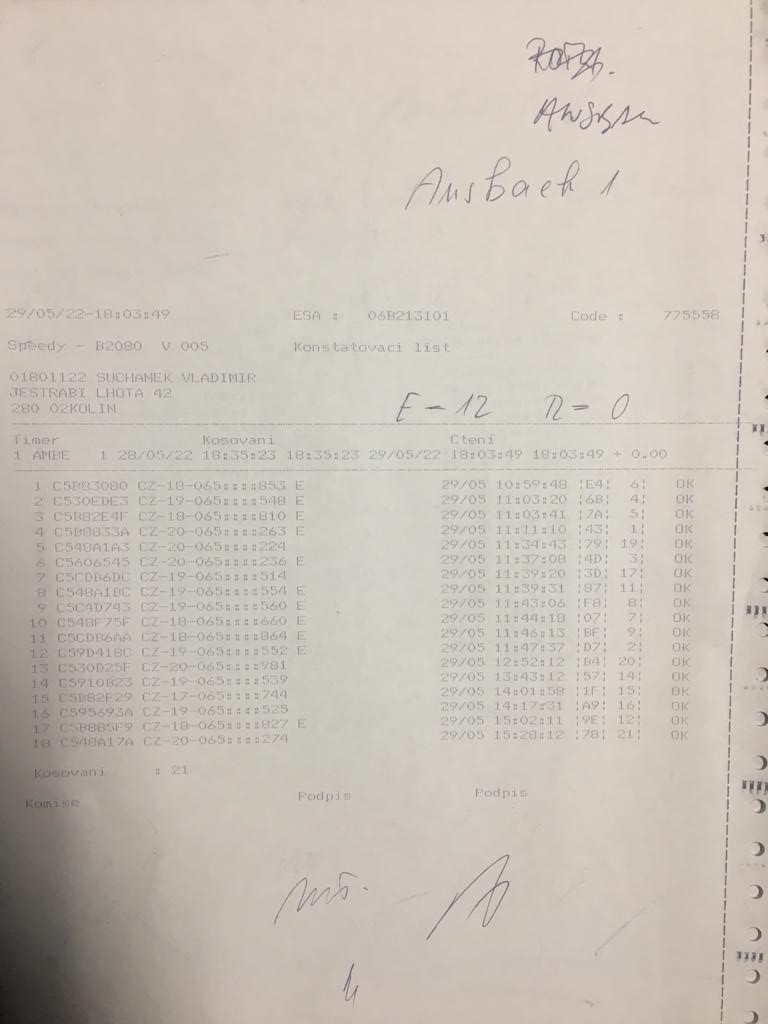 Ansbach 1
29/05/22-18:03:49 ESA : 06B213101 Code : 775558
Speedy - B2080 V 005 Konstatovaci list
01801122 SUCHANEK VLADIMIR
JESTRABI LHOTA 42
280 02KOLIN
E - 12 = 0
Timer Kosovani Cteni
1 AMBE 1 28/05/22 18:35:23 18:35:23 29/05/22 18:03:49 18:03:49 + 0.00
1 C5B83080 CZ-18-065::::853 E 29/05 10:59:48 ¦E4¦ 6¦ OK
2 C530EDE3 CZ-19-065::::548 E 29/05 11:03:20 ¦6B¦ 4¦ OK
3 C5B82E4F CZ-18-065::::810 E 29/05 11:03:41 ¦7A¦ 5¦ OK
4 C5B8833A CZ-20-065::::263 E 29/05 11:11:10 ¦43¦ 1¦ OK
5 C548A1A3 CZ-20-065::::224 29/05 11:34:43 ¦79¦ 19¦ OK
6 C5606545 CZ-20-065::::236 E 29/05 11:37:08 ¦4D¦ 3¦ OK
7 C5CDB6DC CZ-19-065::::514 29/05 11:39:20 ¦3D¦ 17¦ OK
8 C548A1BC CZ-19-065::::554 E 29/05 11:39:31 ¦87¦ 11¦ OK
9 C5C4D743 CZ-19-065::::560 E 29/05 11:43:06 ¦F8¦ 8¦ OK
10 C548F75F CZ-18-065::::660 E 29/05 11:44:18 ¦07¦ 7¦ OK
11 C5CDB6AA CZ-18-065::::864 E 29/05 11:46:13 ¦BF¦ 9¦ OK
12 C59D418C CZ-19-065::::552 E 29/05 11:47:37 ¦D7¦ 2¦ OK
13 C530D25F CZ-20-065::::981 29/05 12:52:12 ¦B4¦ 20¦ OK
14 C5910B23 CZ-19-065::::539 29/05 13:43:12 ¦57¦ 14¦ OK
15 C5B82F29 CZ-17-065::::744 29/05 14:01:58 ¦1F¦ 15¦ OK
16 C595693A CZ-19-065::::525 29/05 14:17:31 ¦A9¦ 16¦ OK
17 C5B885F9 CZ-18-065::::827 E 29/05 15:02:11 ¦9E¦ 12¦ OK
18 C548A17A CZ-20-065::::274 29/05 15:28:12 ¦78¦ 21¦ OK
Kosovani : 21
Komise Podpis Podpis